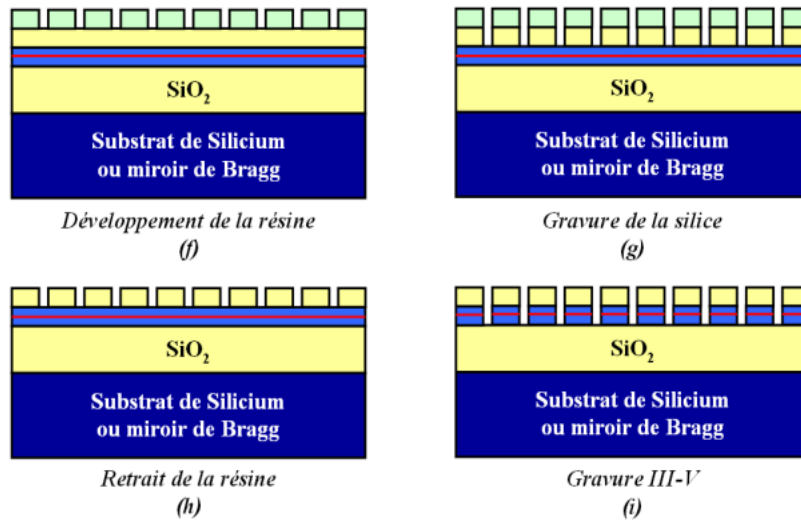 SiO₂
Substrat de Silicium
ou miroir de Bragg
Développement de la résine
(f)
SiO₂
Substrat de Silicium
ou miroir de Bragg
Gravure de la silice
(g)
SiO₂
Substrat de Silicium
ou miroir de Bragg
Retrait de la résine
(h)
SiO₂
Substrat de Silicium
ou miroir de Bragg
Gravure III-V
(i)